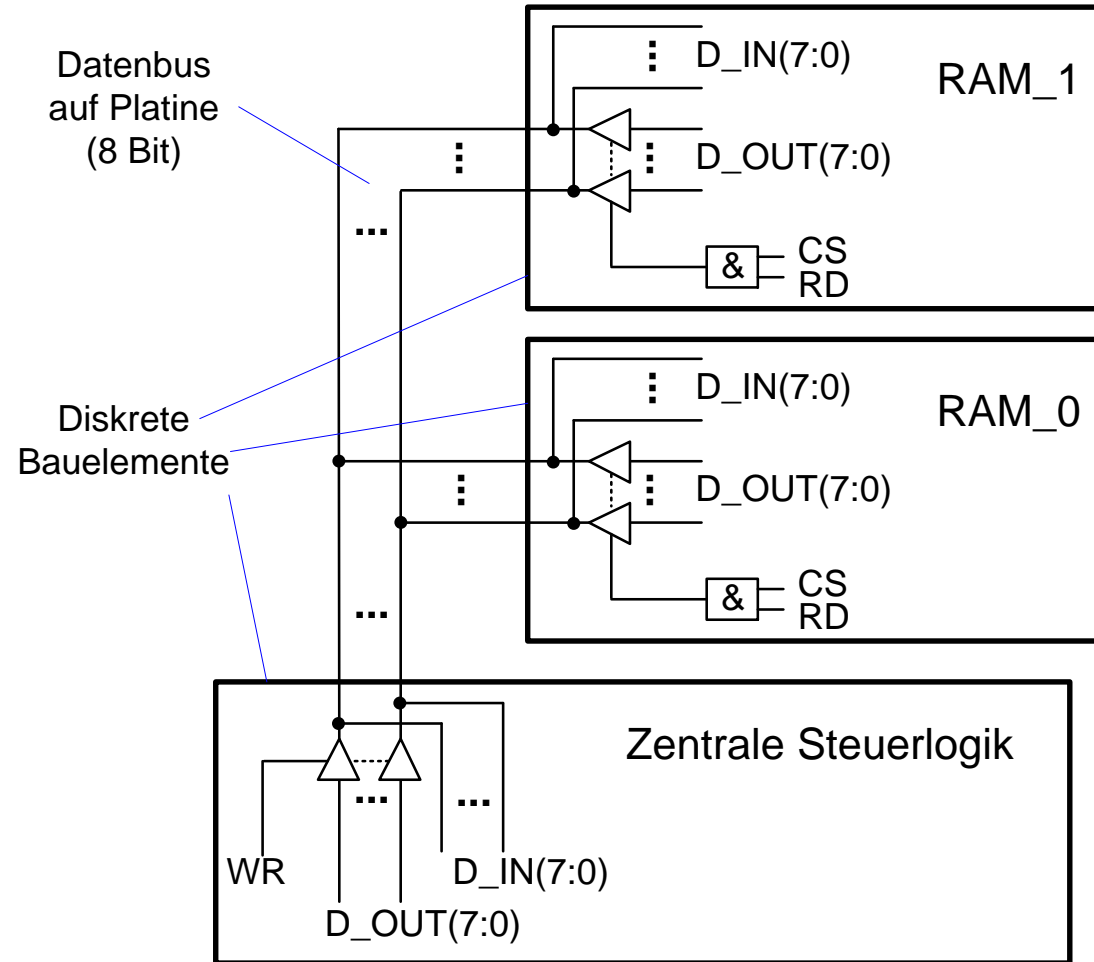 Datenbus
auf Platine
(8 Bit)
D_IN(7:0)
RAM_1
D_OUT(7:0)
&
CS
RD
Diskrete
Bauelemente
D_IN(7:0)
RAM_0
D_OUT(7:0)
&
CS
RD
Zentrale Steuerlogik
WR
D_IN(7:0)
D_OUT(7:0)